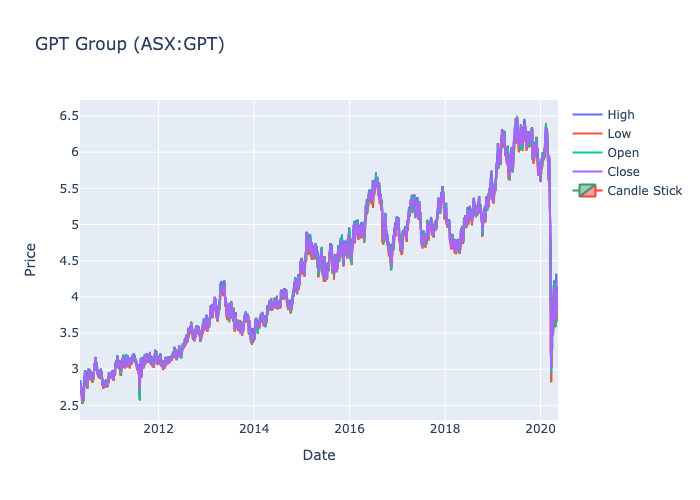 GPT Group (ASX:GPT)
6.5
6
5.5
5
4.5
4
3.5
3
2.5
Price
2012
2014
2016
2018
2020
Date
High
Low
Open
Close
Candle Stick